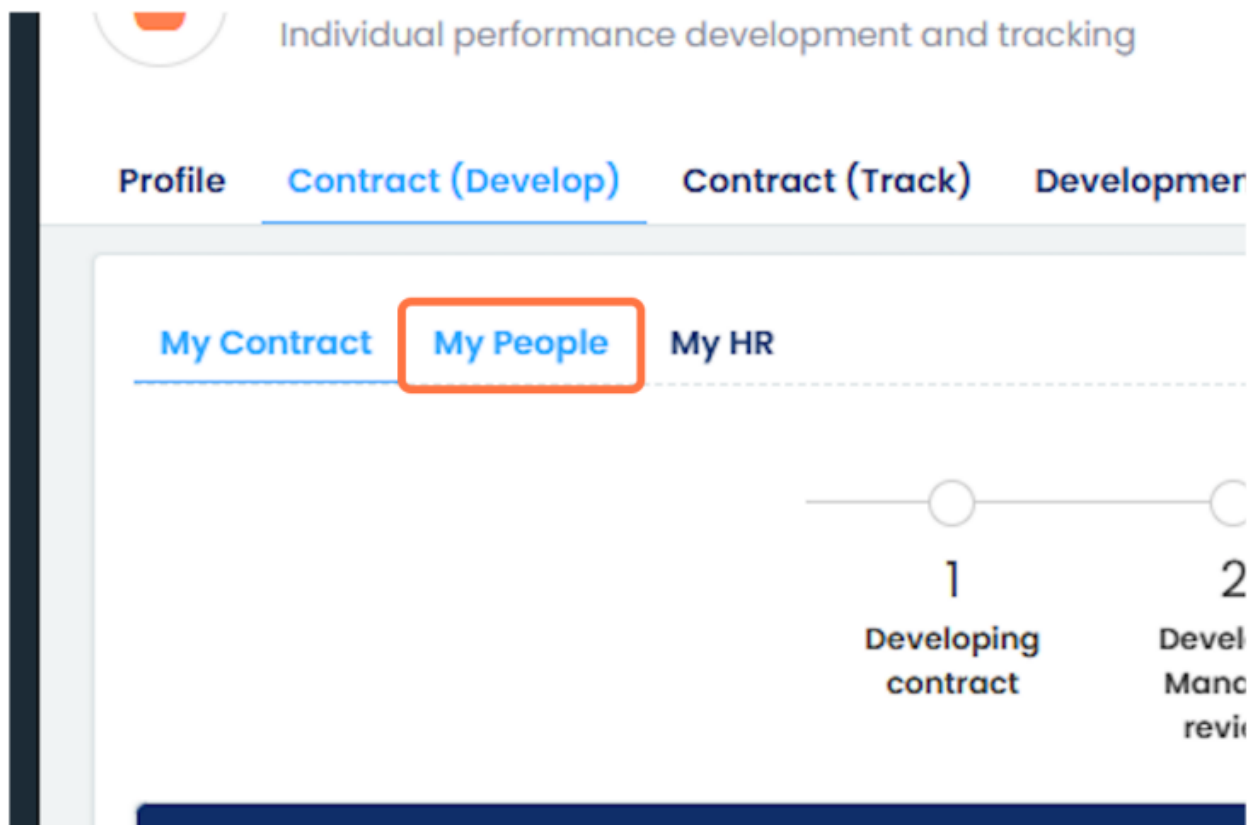 Individual performance development and tracking
Profile Contract (Develop) Contract (Track)
My Contract My People My HR
1 2
Developing
contract